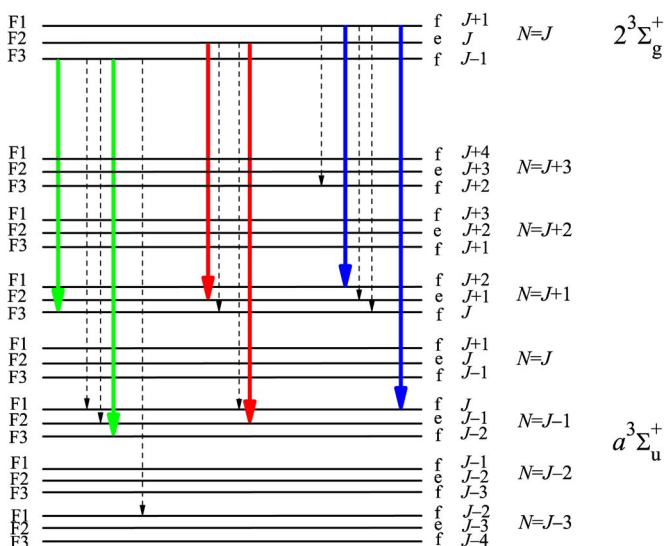 F1 f J+1
F2 e J N=J 2³Σ⁺g
F3 f J−1
F1 f J+4
F2 e J+3 N=J+3
F3 f J+2
F1 f J+3
F2 e J+2 N=J+2
F3 f J+1
F1 f J+2
F2 e J+1 N=J+1
F3 f J
F1 f J+1
F2 e J N=J
F3 f J−1
F1 f J
F2 e J−1 N=J−1
F3 f J−2
a³Σ⁺u
F1 f J−1
F2 e J−2 N=J−2
F3 f J−3
F1 f J−2
F2 e J−3 N=J−3
F3 f J−4